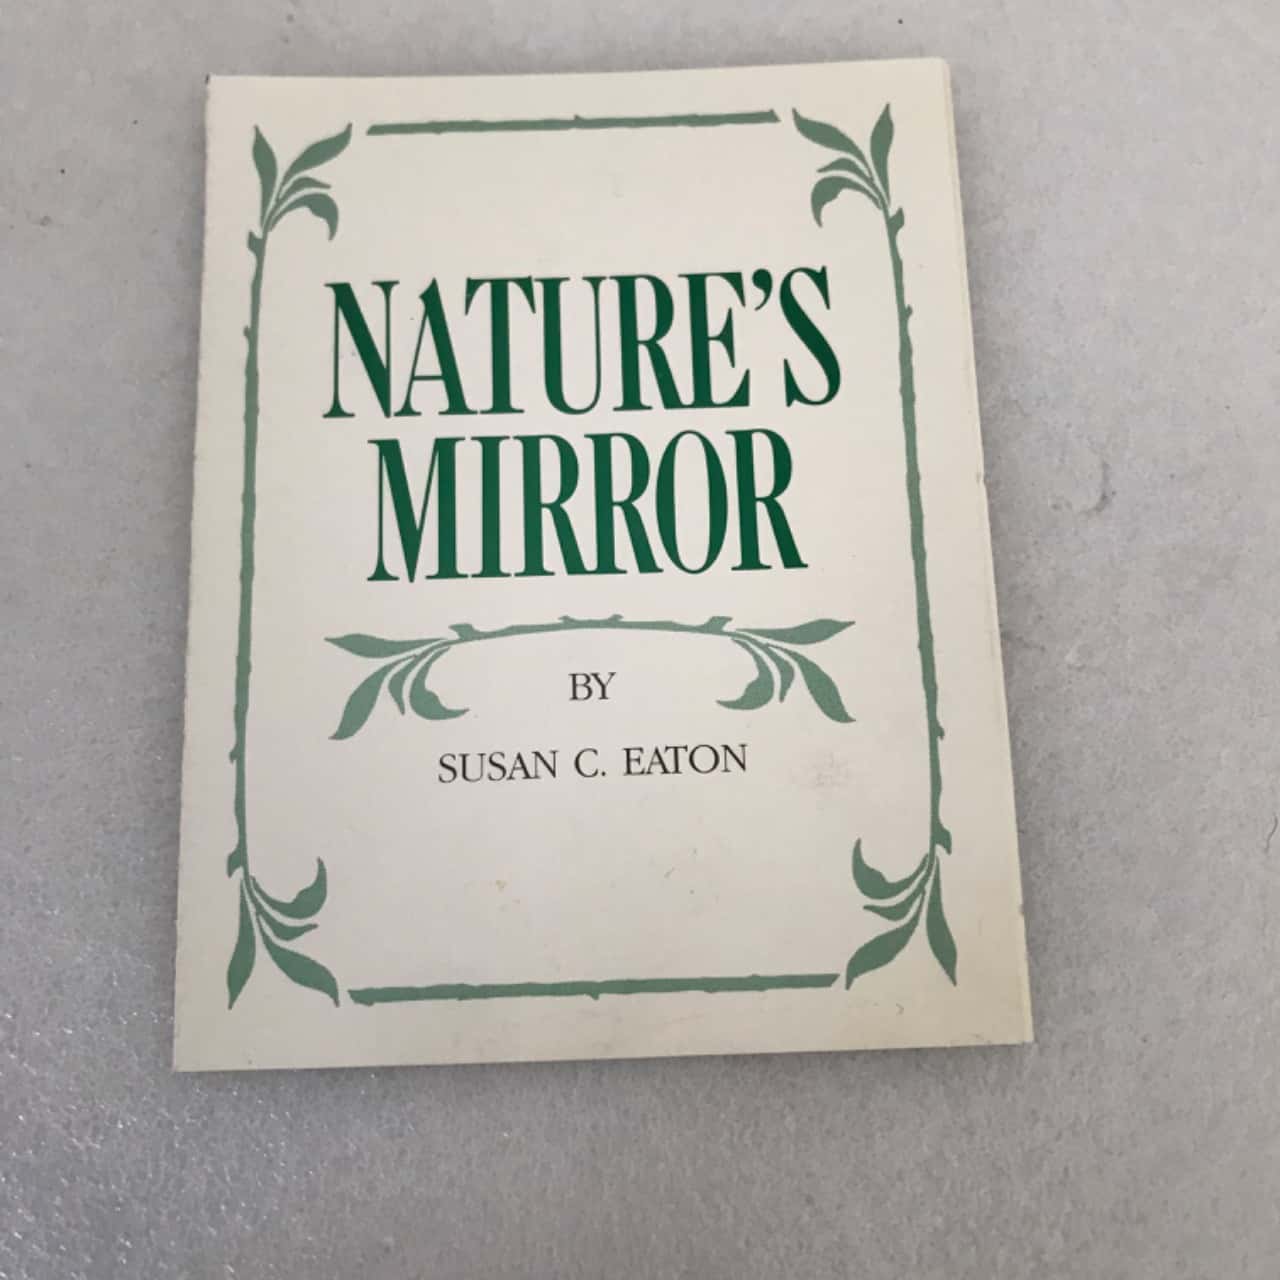 NATURE'S
MIRROR
BY
SUSAN C. EATON